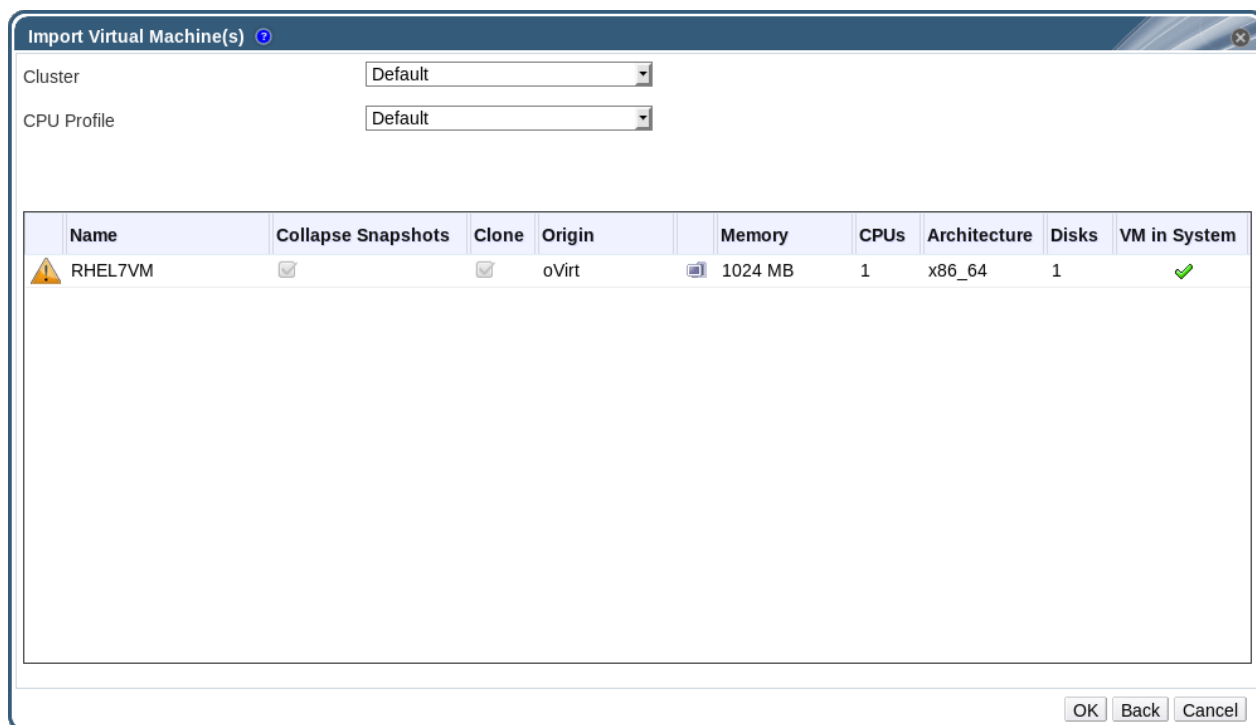 Import Virtual Machine(s) ?
Cluster Default
CPU Profile Default
Name Collapse Snapshots Clone Origin Memory CPUs Architecture Disks VM in System
RHEL7VM oVirt 1024 MB 1 x86_64 1
OK Back Cancel